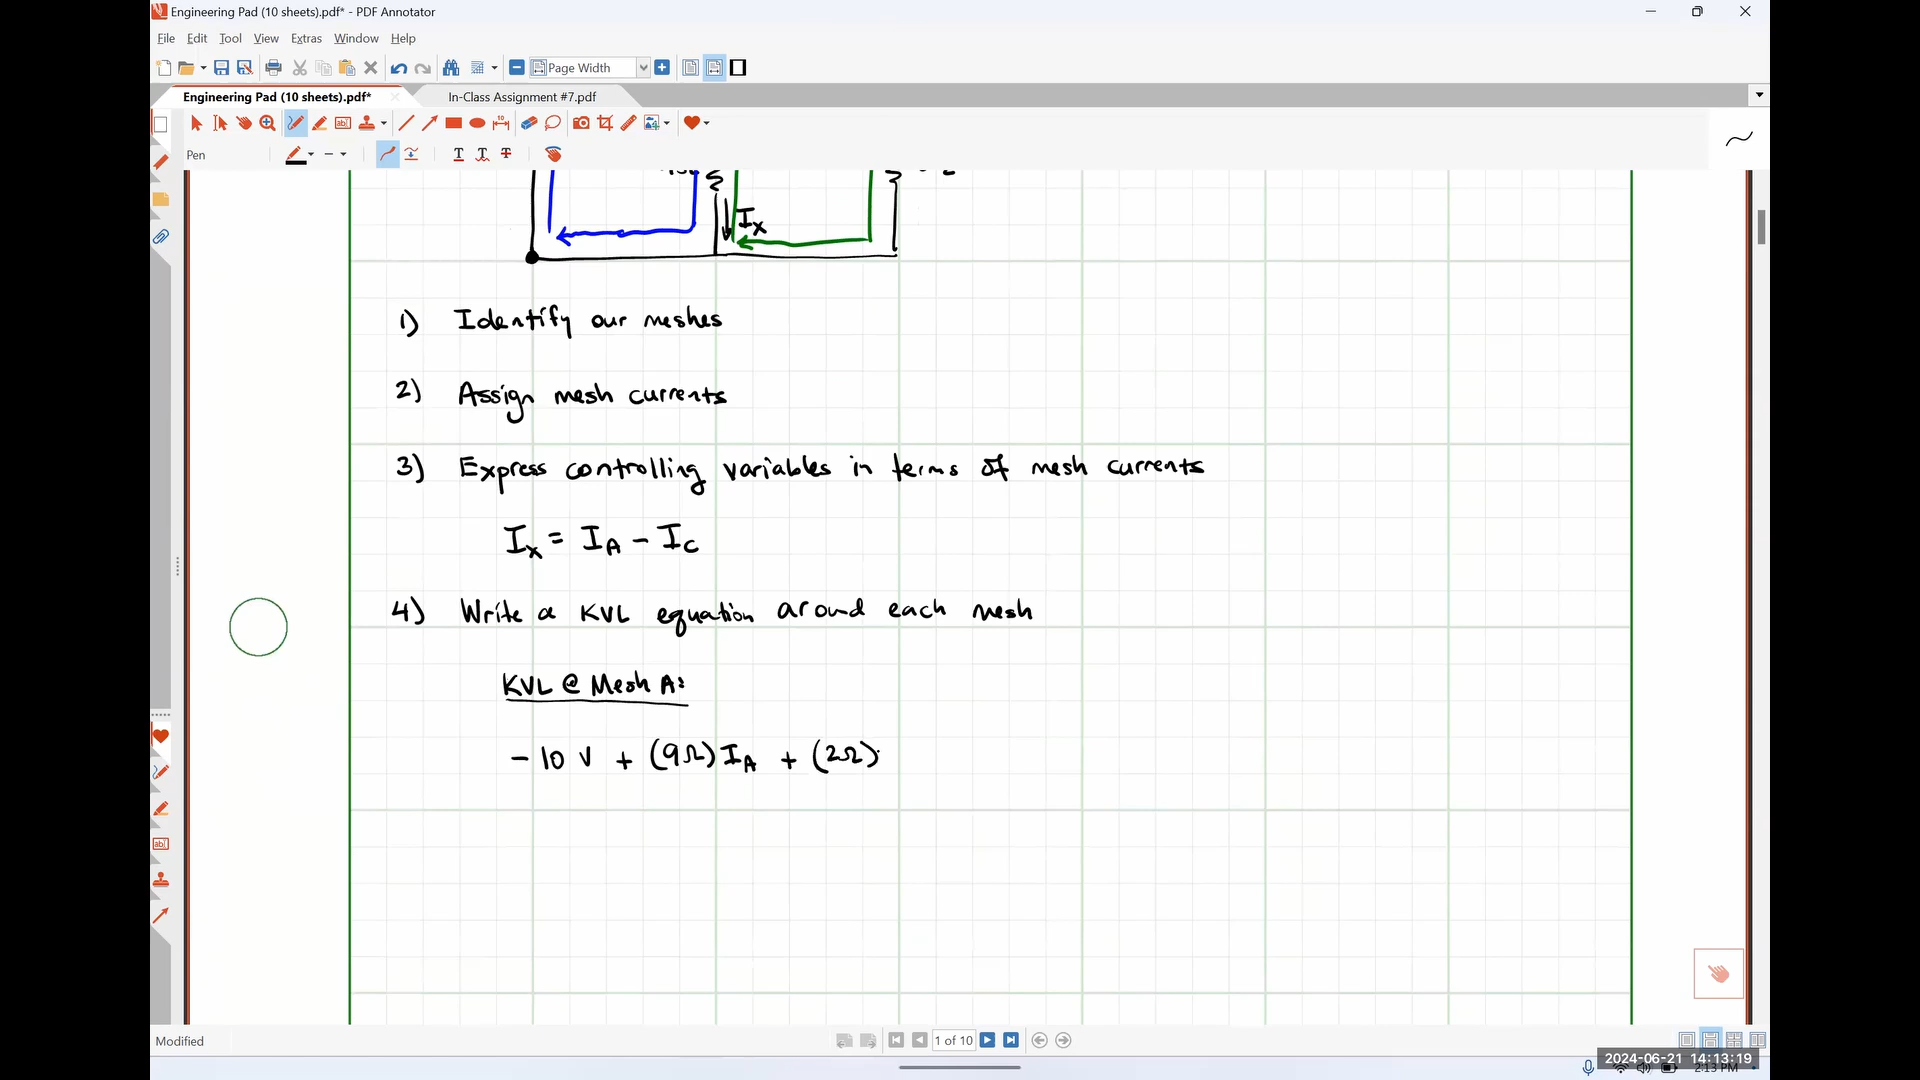 Engineering Pad (10 sheets).pdf* - PDF Annotator
File Edit Tool View Extras Window Help
Page Width
Engineering Pad (10 sheets).pdf* In-Class Assignment #7.pdf
Pen
Ix
1) Identify our meshes
2) Assign mesh currents
3) Express controlling variables in terms of mesh currents
Ix = IA - IC
4) Write a KVL equation around each mesh
KVL @ Mesh A:
- 10 V + (9Ω) IA + (2Ω)
Modified
1 of 10
2024-06-21 14:13:19
2:13 PM